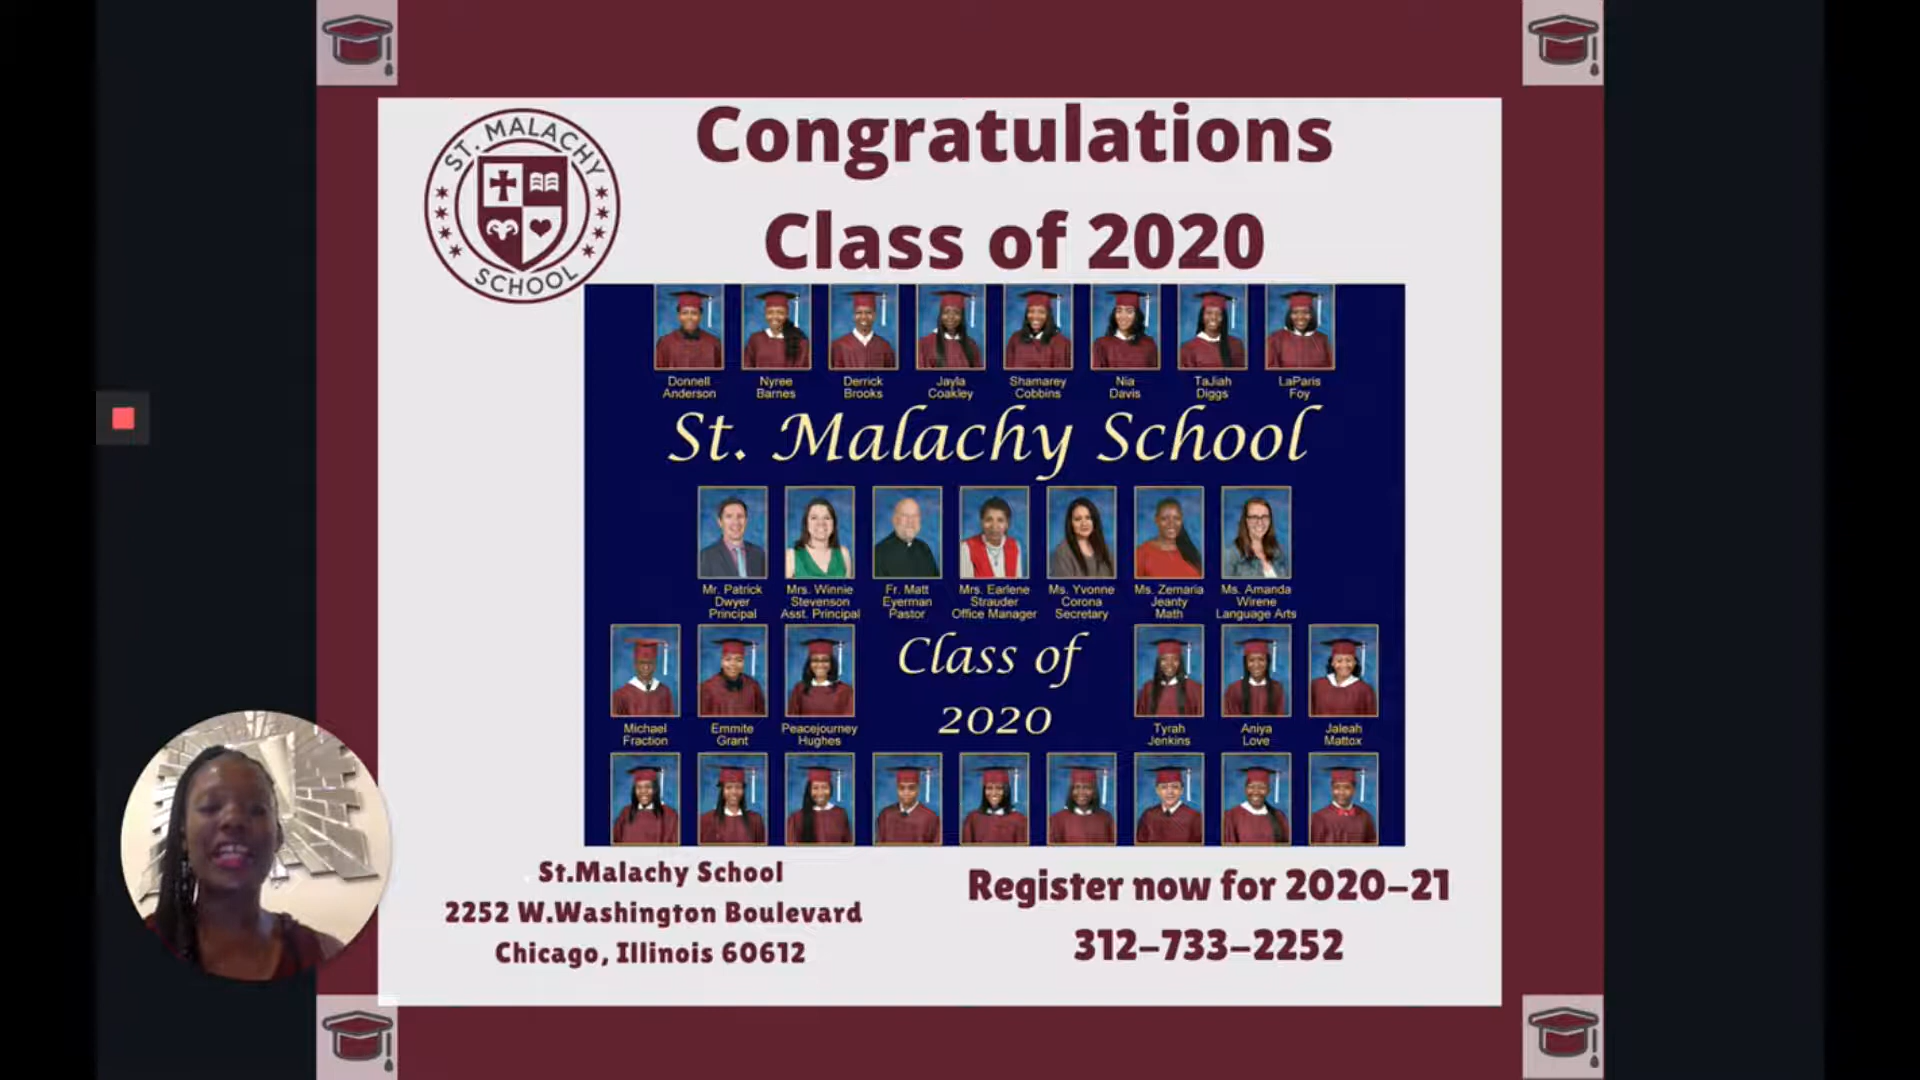 ST. MALACHY
SCHOOL
Congratulations
Class of 2020
Donnell Anderson
Nyree Barnes
Derrick Brooks
Jayla Coakley
Shamarey Cobbins
Nia Davis
TaJiah Diggs
LaParis Foy
St. Malachy School
Mr. Patrick Dwyer Principal
Mrs. Winnie Stevenson Asst. Principal
Fr. Matt Eyerman Pastor
Mrs. Earlene Strauder Office Manager
Ms. Yvonne Corona Secretary
Ms. Zemaria Jeanty Math
Ms. Amanda Wirene Language Arts
Class of
2020
Michael Fraction
Emmite Grant
Peacejourney Hughes
Tyrah Jenkins
Aniya Love
Jaleah Mattox
St.Malachy School
2252 W.Washington Boulevard
Chicago, Illinois 60612
Register now for 2020-21
312-733-2252